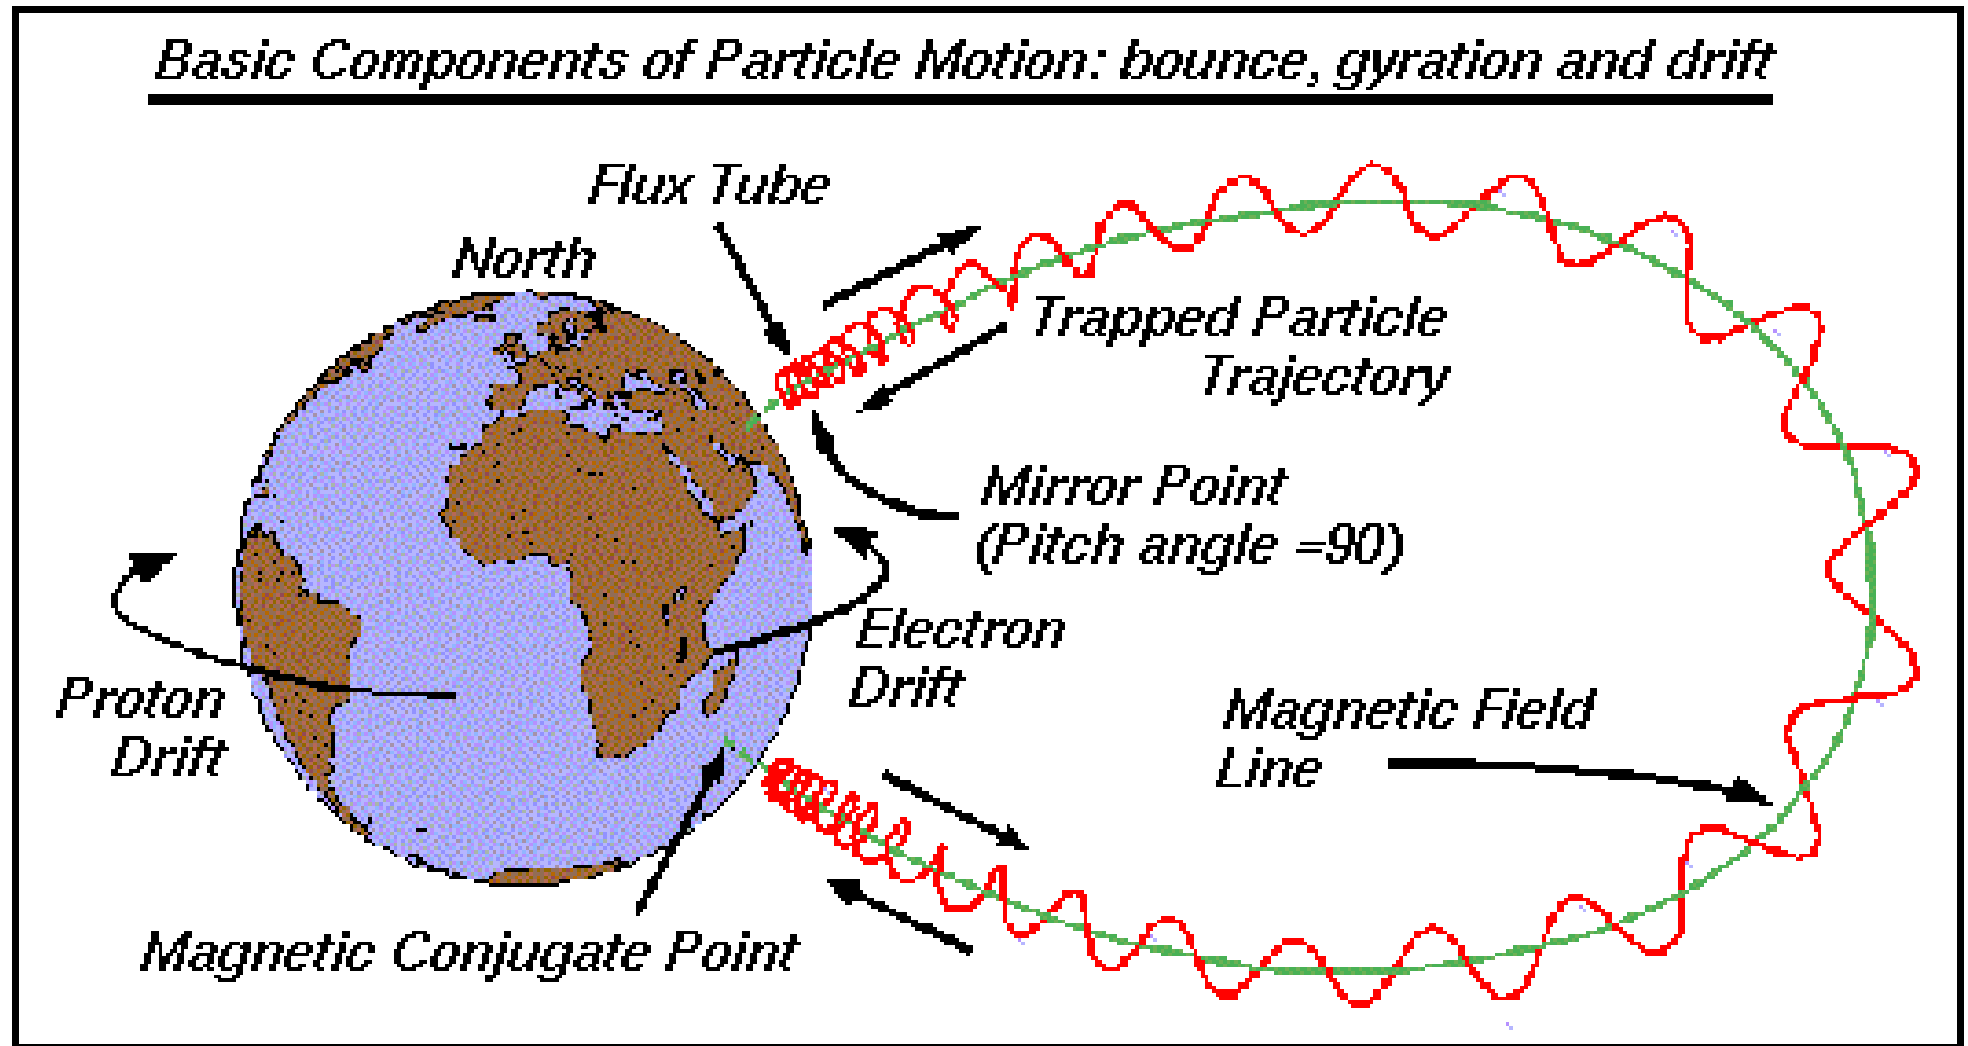 Basic Components of Particle Motion: bounce, gyration and drift
Flux Tube
North
Trapped Particle
Trajectory
Mirror Point
(Pitch angle =90)
Electron
Drift
Proton
Drift
Magnetic Field
Line
Magnetic Conjugate Point